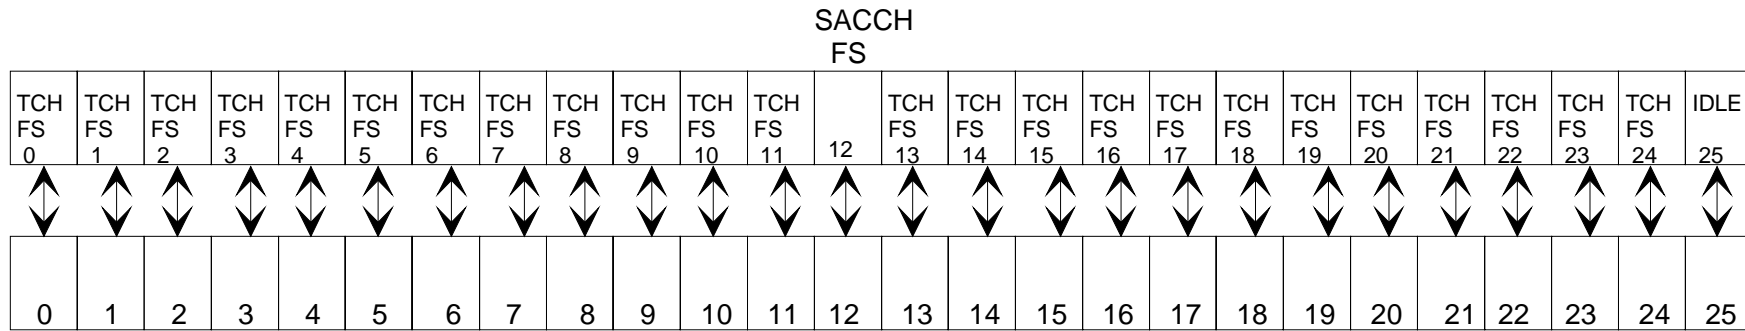 SACCH
FS
TCH TCH TCH TCH TCH TCH TCH TCH TCH TCH TCH TCH TCH TCH TCH TCH TCH TCH TCH TCH TCH TCH TCH TCH IDLE
FS FS FS FS FS FS FS FS FS FS FS FS FS FS FS FS FS FS FS FS FS FS FS FS
0 1 2 3 4 5 6 7 8 9 10 11 12 13 14 15 16 17 18 19 20 21 22 23 24 25
0 1 2 3 4 5 6 7 8 9 10 11 12 13 14 15 16 17 18 19 20 21 22 23 24 25